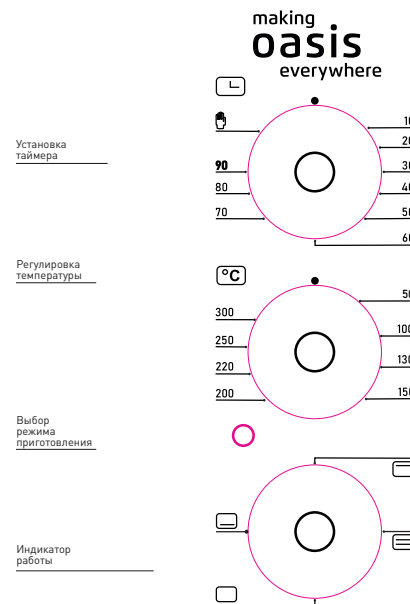 making
oasis
everywhere
Установка
таймера
90
80
70
60
Регулировка
температуры
°C
300
250
220
200
Выбор
режима
приготовления
Индикатор
работы